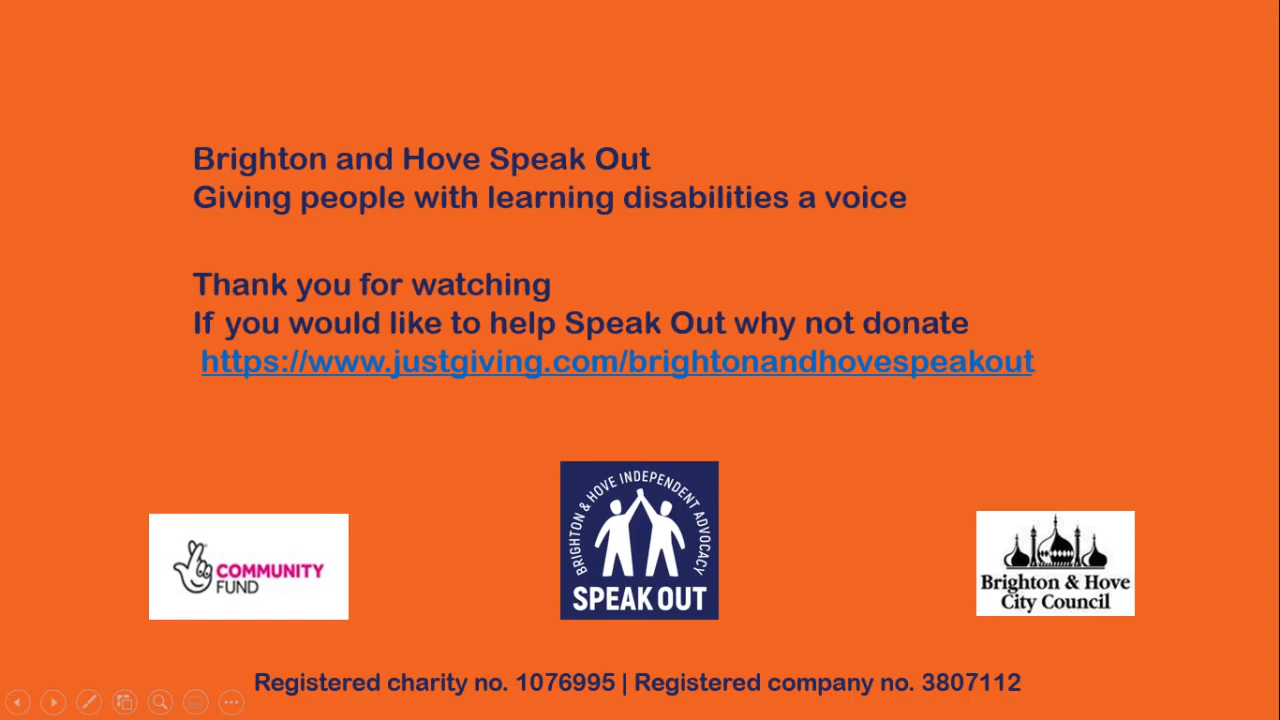 Brighton and Hove Speak Out
Giving people with learning disabilities a voice
Thank you for watching
If you would like to help Speak Out why not donate
https://www.justgiving.com/brightonandhovespeakout
COMMUNITY
FUND
BRIGHTON & HOVE INDEPENDENT ADVOCACY
SPEAK OUT
Brighton & Hove
City Council
Registered charity no. 1076995 | Registered company no. 3807112